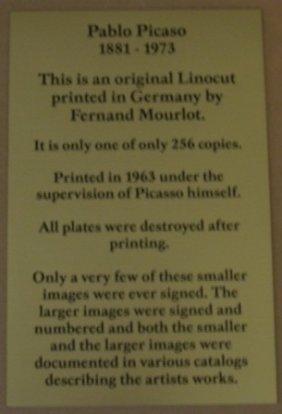 Pablo Picaso
1881 - 1973
This is an original Linocut
printed in Germany by
Fernand Mourlot.
It is only one of only 256 copies.
Printed in 1963 under the
supervision of Picasso himself.
All plates were destroyed after
printing.
Only a very few of these smaller
images were ever signed. The
larger images were signed and
numbered and both the smaller
and the larger images were
documented in various catalogs
describing the artists works.